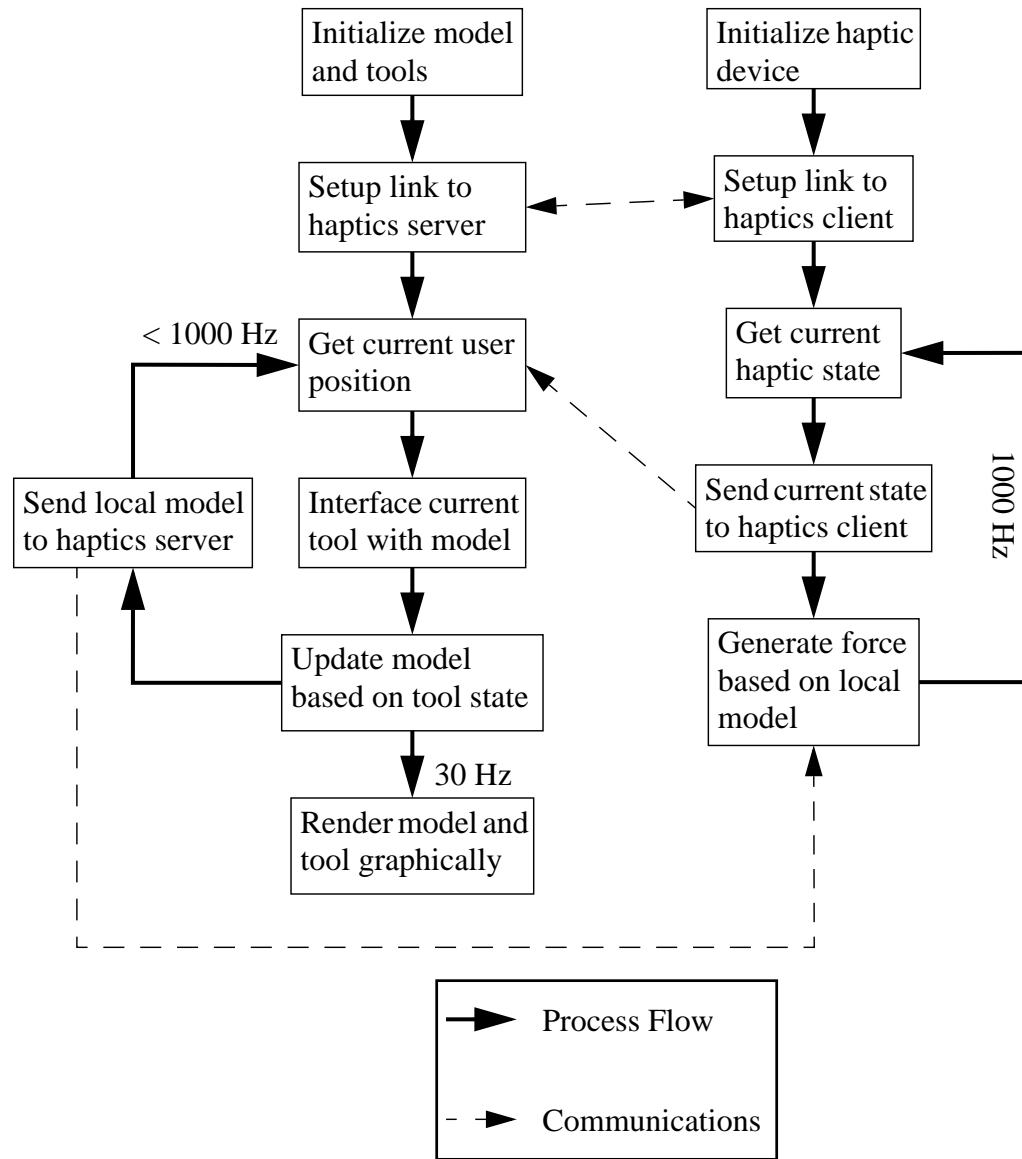 Initialize model
and tools
Initialize haptic
device
Setup link to
haptics server
Setup link to
haptics client
< 1000 Hz
Get current user
position
Get current
haptic state
1000 Hz
Send local model
to haptics server
Interface current
tool with model
Send current state
to haptics client
Update model
based on tool state
Generate force
based on local
model
30 Hz
Render model and
tool graphically
Process Flow
Communications